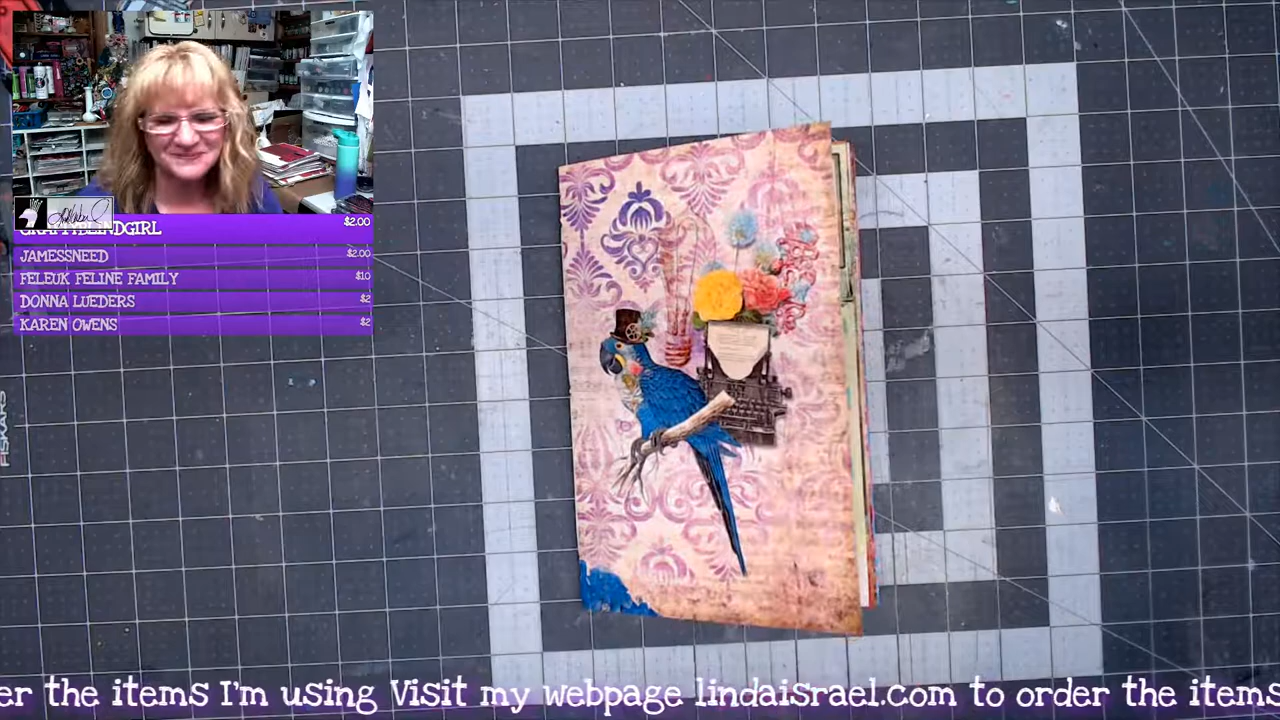 $2.00
JAMESSNEED $2.00
FELEUK FELINE FAMILY $10
DONNA LUEDERS $2
KAREN OWENS $2
FISKARS
er the items I'm using Visit my webpage lindaisrael.com to order the items